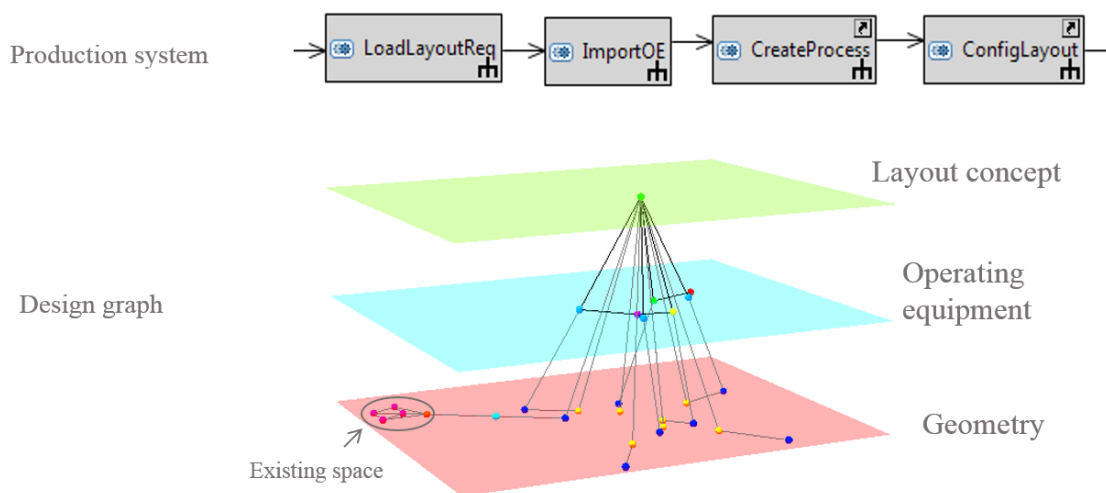 Production system
LoadLayoutReq
ImportOE
CreateProcess
ConfigLayout
Layout concept
Design graph
Operating
equipment
Geometry
Existing space